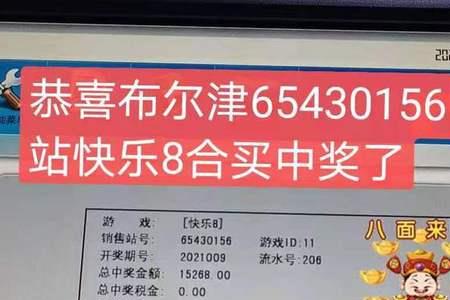 202
恭喜布尔津65430156
站快乐8合买中奖了
游 戏: [快乐8]
销售站号: 65430156 游戏ID:11
开奖期号: 2021009 流水号:206
总中奖金额: 15268.00
总中奖税金: 0.00
八面来